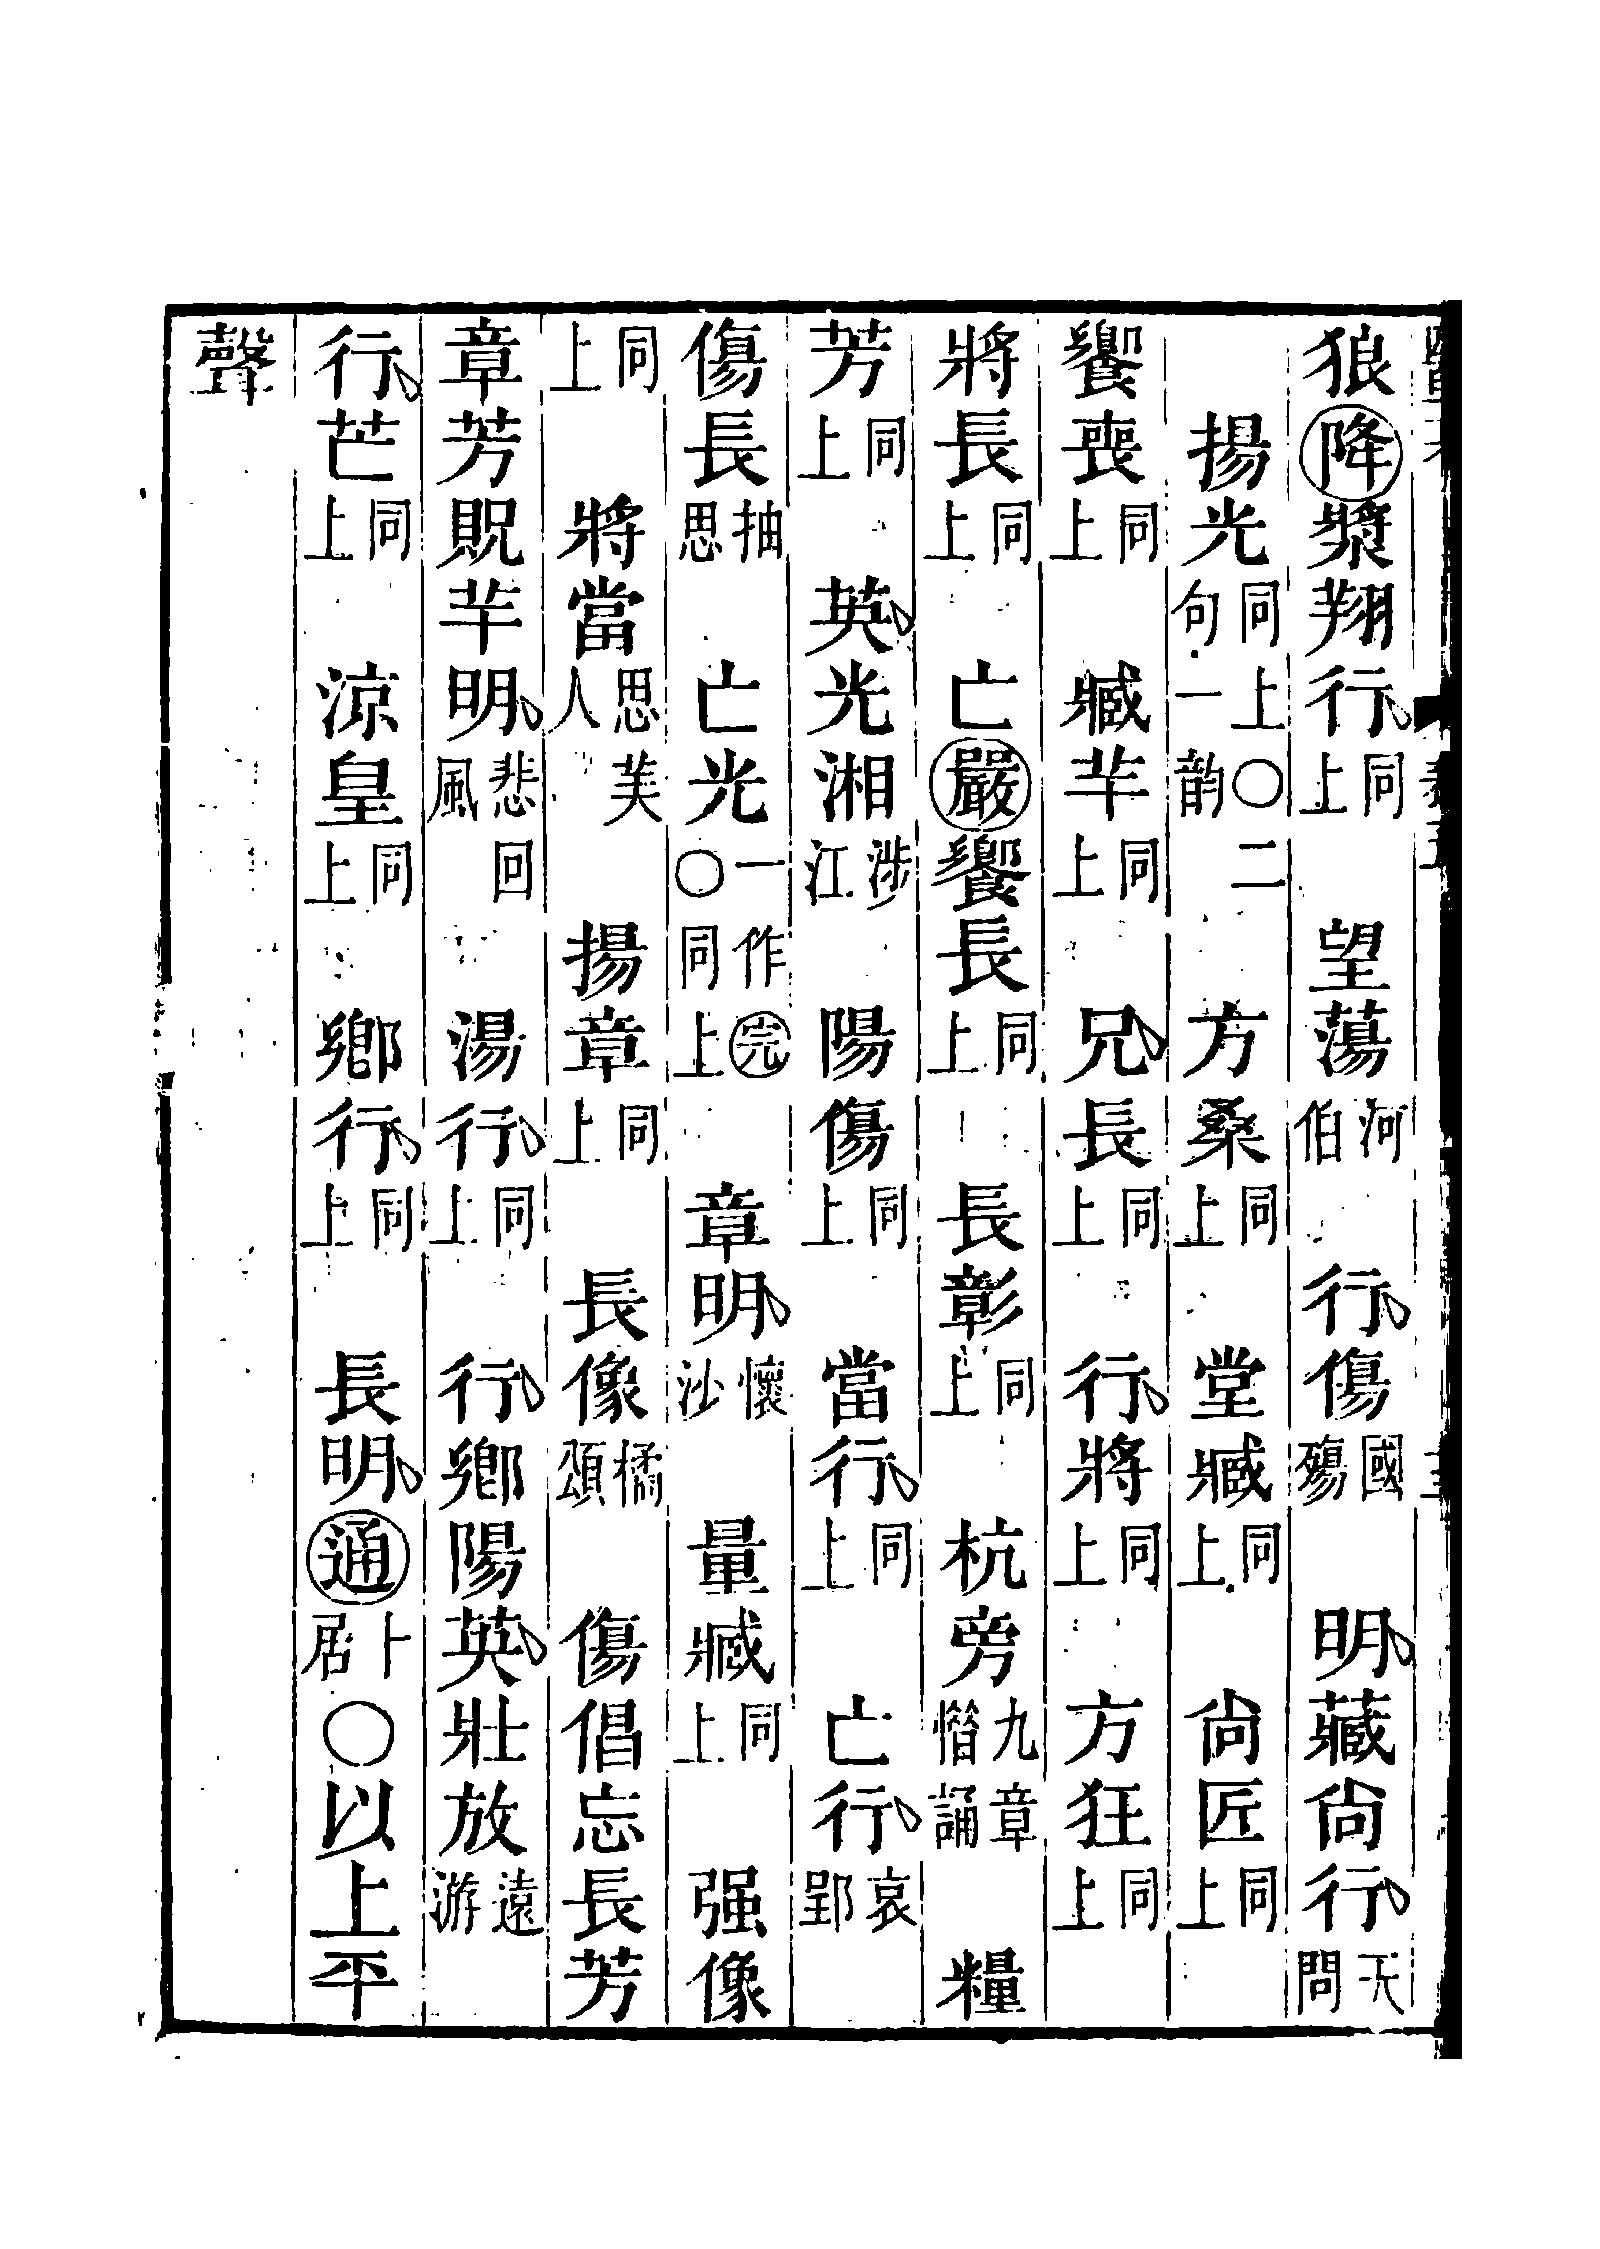 狼降漿翔行同上　望蕩河伯　行傷國殤　明藏尙行天問
揚光同上○二句一韵　方桑同上　堂臧同上　尙匠同上
饗喪同上　臧羊同上　兄長同上　行將同上　方狂同上
將長同上　亡嚴饗長同上　長彰同上　杭旁九章惜誦　糧
芳同上　英光湘涉江　陽傷同上　當行同上　亡行哀郢
傷長抽思　亡光一作完○同上　章明懷沙　量臧同上　强像
同上　將當思美人　揚章同上　長像橘頌　傷倡忘長芳
章芳貺羊明悲回風　湯行同上　行鄉陽英壯放遠游
行芒同上　涼皇同上　鄉行同上　長明通卜居○以上平
聲